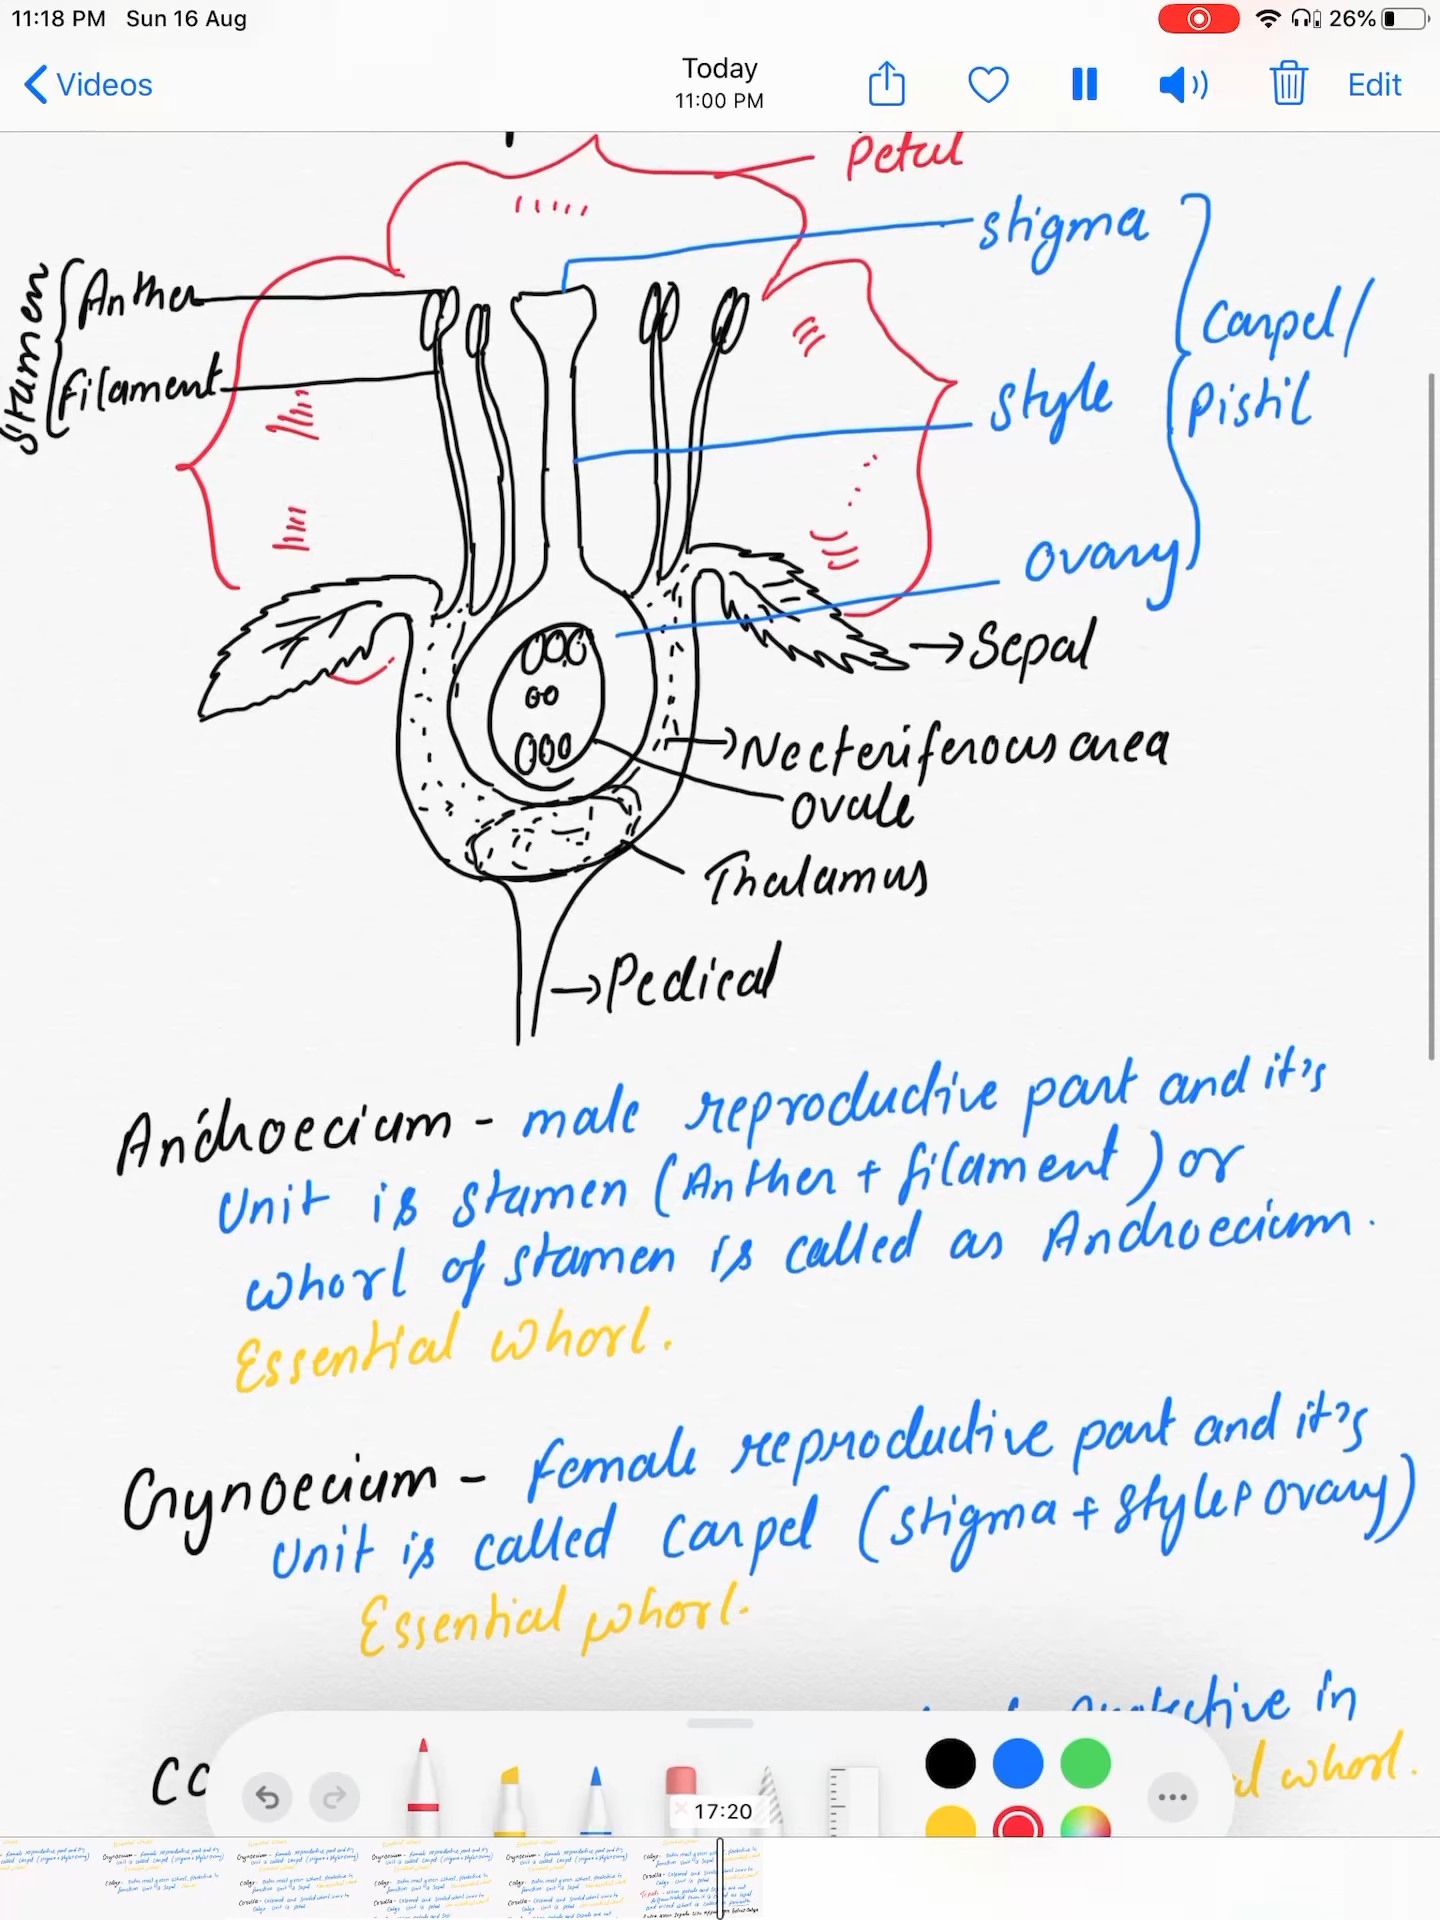 11:18 PM Sun 16 Aug
26%
Videos
Today
11:00 PM
Edit
Petal
stigma
Stamen
Anther
filament
Carpel/
Pistil
style
ovary
Sepal
Necteriferous area
ovule
Thalamus
Pedical
Androecium - male reproductive part and it's
Unit is stamen (Anther + filament) or
whorl of stamen is called as Androecium.
Essential whorl.
Gynoecium - female reproductive part and it's
Unit is called Carpel (stigma + style + ovary)
Essential whorl.
protective in
whorl.
17:20